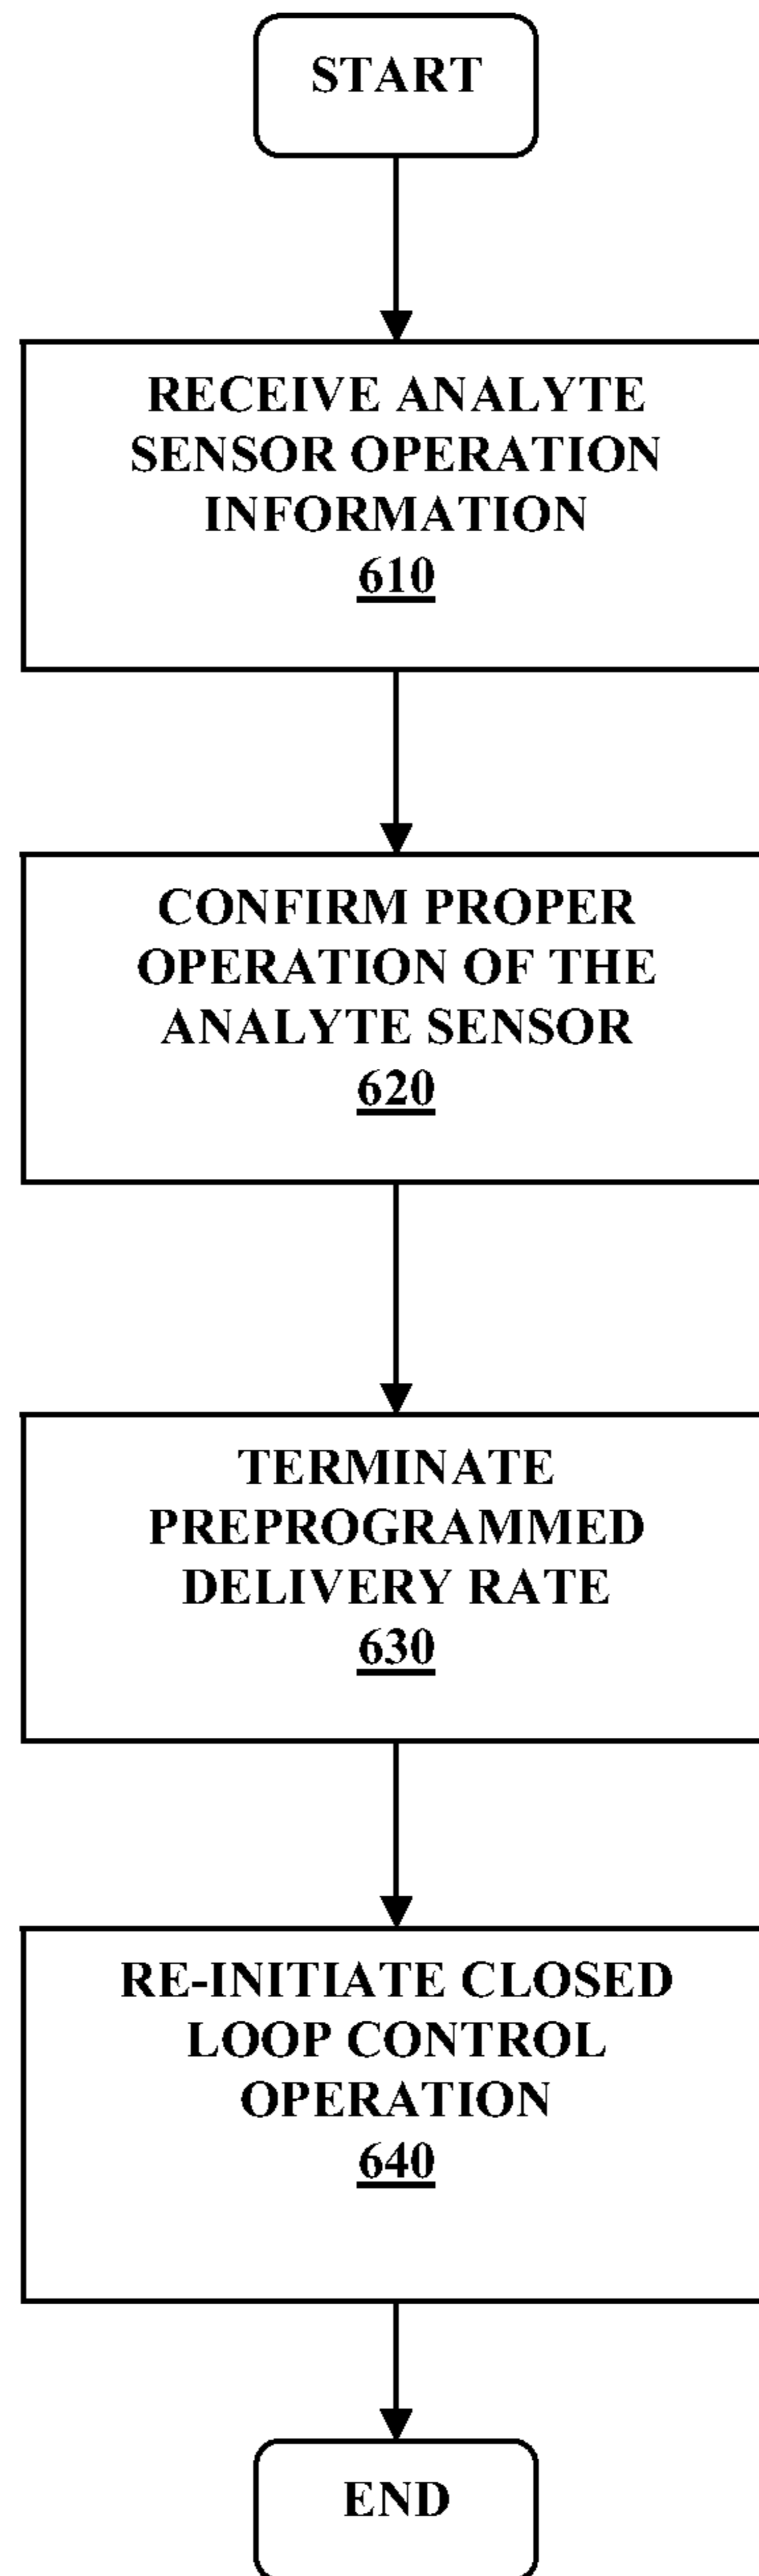 START
RECEIVE ANALYTE
SENSOR OPERATION
INFORMATION
610
CONFIRM PROPER
OPERATION OF THE
ANALYTE SENSOR
620
TERMINATE
PREPROGRAMMED
DELIVERY RATE
630
RE-INITIATE CLOSED
LOOP CONTROL
OPERATION
640
END